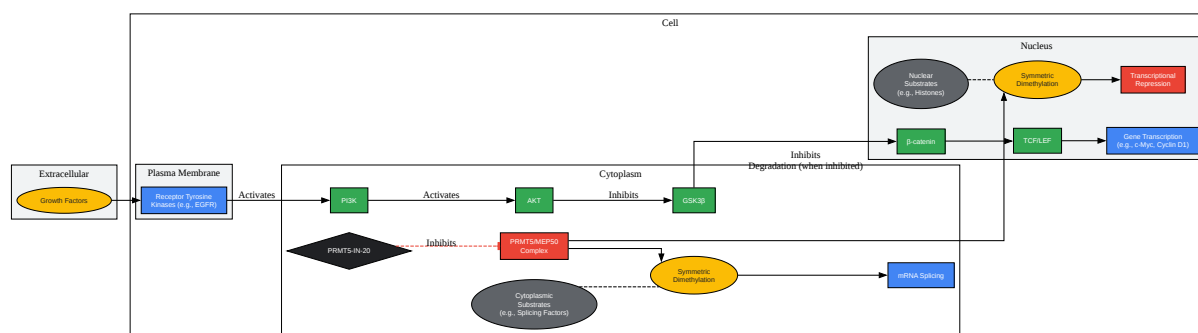 Cell
Nucleus
Nuclear
Substrates
(e.g., Histones)
Symmetric
Dimethylation
Transcriptional
Repression
β-catenin
TCF/LEF
Gene Transcription
(e.g., c-Myc, Cyclin D1)
Inhibits
Degradation (when inhibited)
Extracellular
Growth Factors
Plasma Membrane
Receptor Tyrosine
Kinases (e.g., EGFR)
Activates
Cytoplasm
PI3K
Activates
AKT
Inhibits
GSK3β
PRMT5-IN-20
Inhibits
PRMT5/MEP50
Complex
Symmetric
Dimethylation
mRNA Splicing
Cytoplasmic
Substrates
(e.g., Splicing Factors)